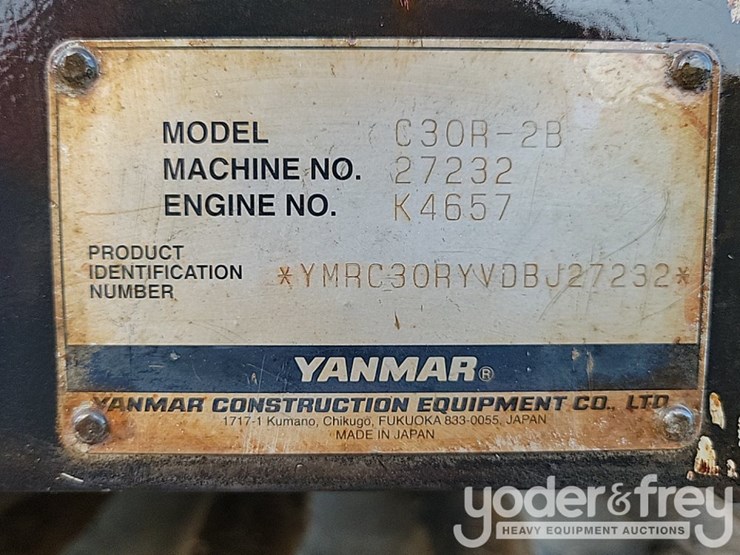 MODEL C30R-2B
MACHINE NO. 27232
ENGINE NO. K4657
PRODUCT
IDENTIFICATION
NUMBER
*YMRC30RYVDBJ27232*
YANMAR®
YANMAR CONSTRUCTION EQUIPMENT CO., LTD.
1717-1 Kumano, Chikugo, FUKUOKA 833-0055, JAPAN
MADE IN JAPAN
yoder&frey
HEAVY EQUIPMENT AUCTIONS